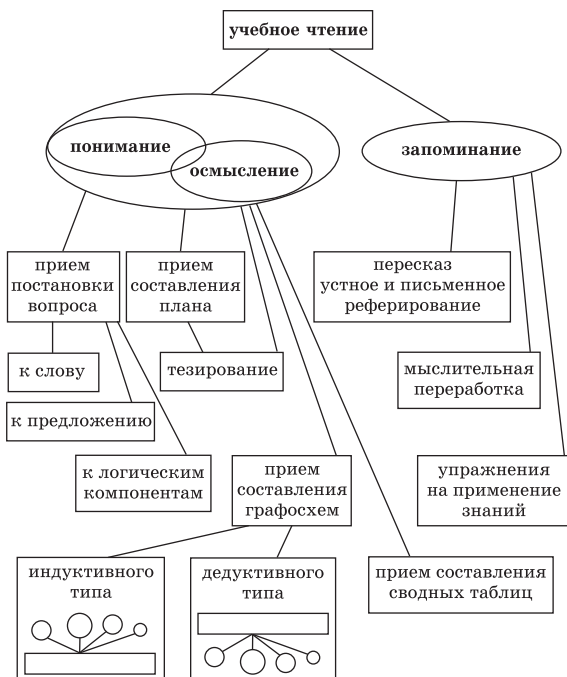 учебное чтение
понимание
осмысление
запоминание
прием
постановки
вопроса
прием
составления
плана
пересказ
устное и письменное
реферирование
к слову
тезирование
мыслительная
переработка
к предложению
к логическим
компонентам
прием
составления
графосхем
упражнения
на применение
знаний
индуктивного
типа
дедуктивного
типа
прием составления
сводных таблиц